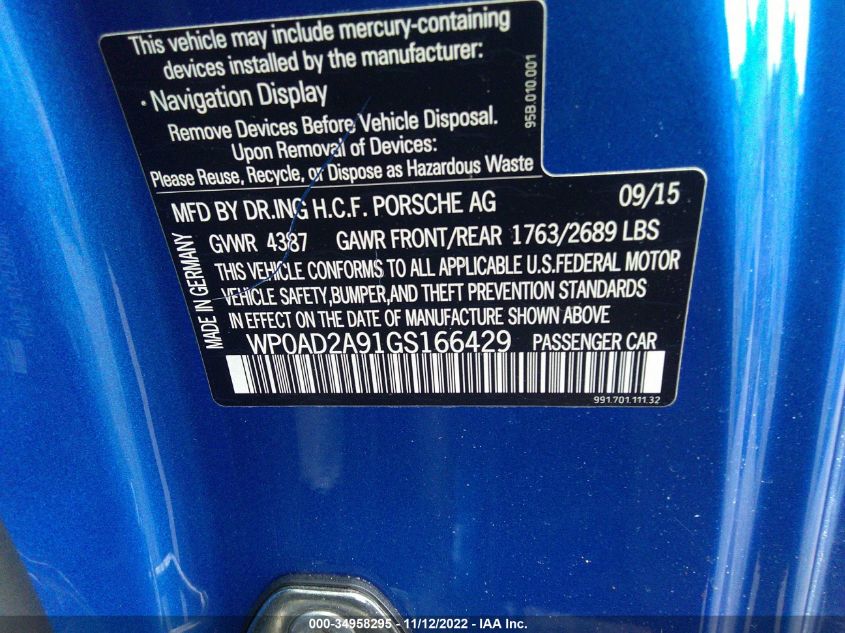 This vehicle may include mercury-containing
devices installed by the manufacturer:
· Navigation Display
Remove Devices Before Vehicle Disposal.
Upon Removal of Devices:
Please Reuse, Recycle, or Dispose as Hazardous Waste
95B.010.001
MFD BY DR.ING H.C.F. PORSCHE AG 09/15
GVWR 4387 GAWR FRONT/REAR 1763/2689 LBS
THIS VEHICLE CONFORMS TO ALL APPLICABLE U.S.FEDERAL MOTOR
VEHICLE SAFETY,BUMPER,AND THEFT PREVENTION STANDARDS
IN EFFECT ON THE DATE OF MANUFACTURE SHOWN ABOVE.
MADE IN GERMANY
WP0AD2A91GS166429 PASSENGER CAR
991.701.111.32
000-34958295 - 11/12/2022 - IAA Inc.